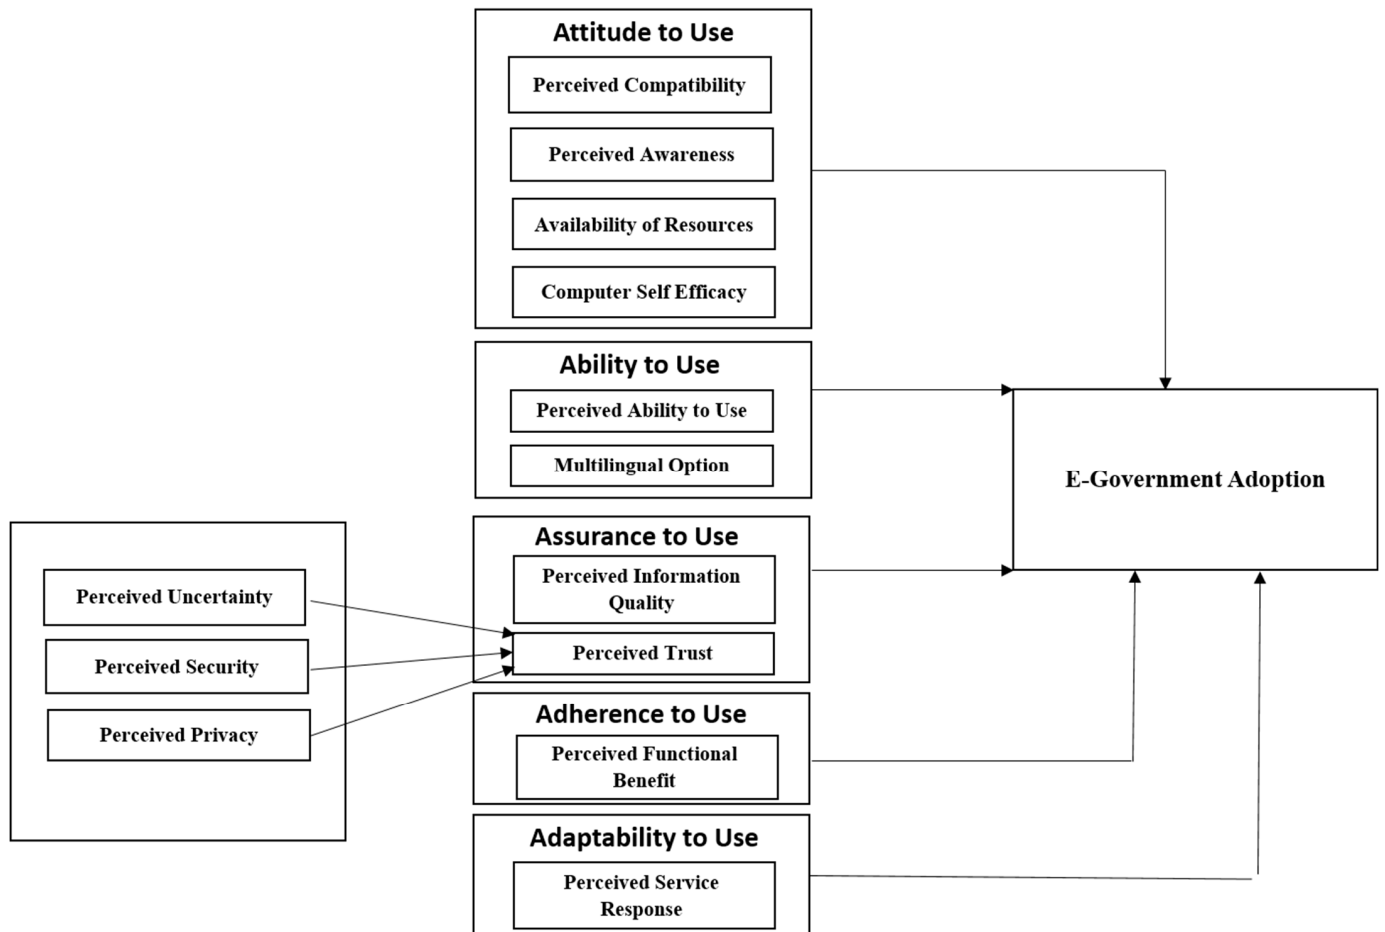 Attitude to Use
Perceived Compatibility
Perceived Awareness
Availability of Resources
Computer Self Efficacy
Ability to Use
Perceived Ability to Use
Multilingual Option
E-Government Adoption
Perceived Uncertainty
Perceived Security
Perceived Privacy
Assurance to Use
Perceived Information
Quality
Perceived Trust
Adherence to Use
Perceived Functional
Benefit
Adaptability to Use
Perceived Service
Response